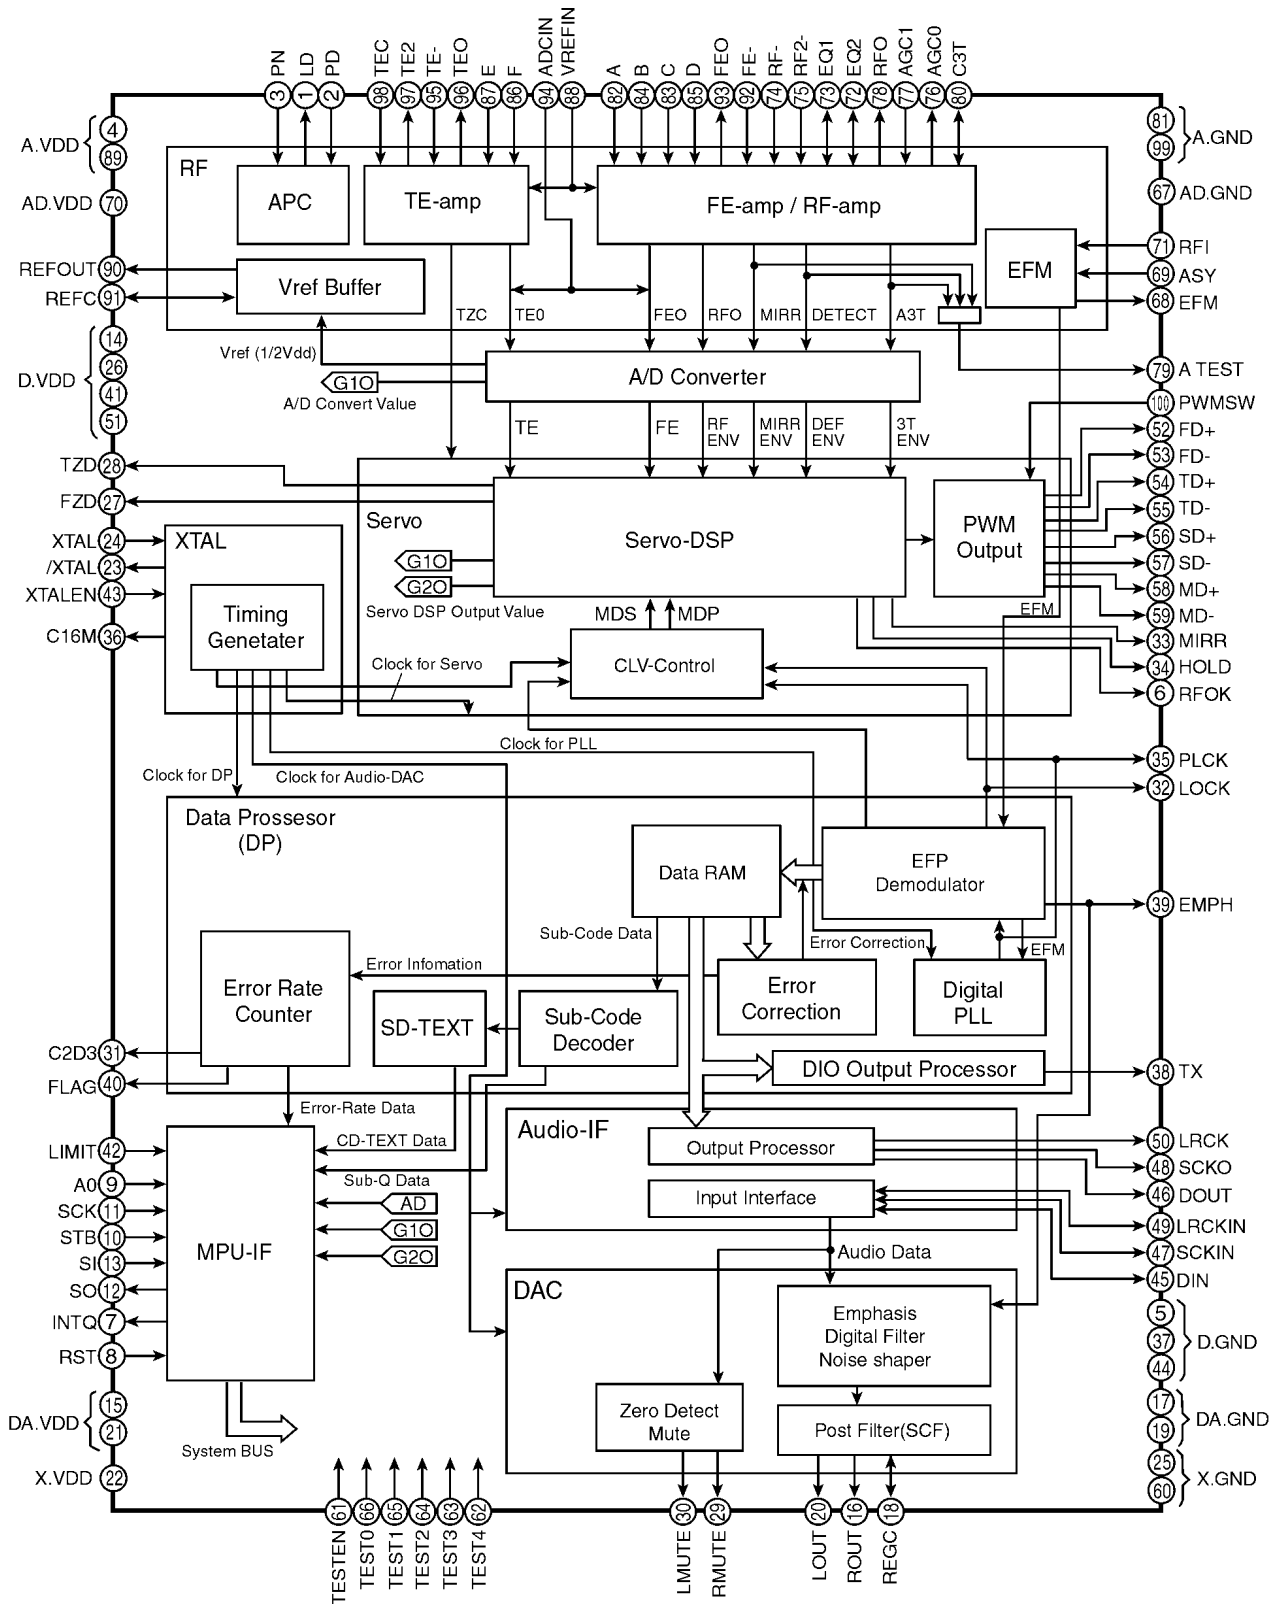 PN
LD
PD
TEC
TE2
TE-
TEO
E
F
ADCIN
VREFIN
A
B
C
D
FEO
FE-
RF-
RF2-
EQ1
EQ2
RFO
AGC1
AGC0
C3T
3
1
2
98
97
95
96
87
86
94
88
82
84
83
85
93
92
74
75
73
72
78
77
76
80
A.VDD
4
89
81
99
A.GND
RF
APC
TE-amp
FE-amp / RF-amp
AD.VDD
70
67
AD.GND
REFOUT
90
Vref Buffer
EFM
71
RFI
REFC
91
69
ASY
68
EFM
D.VDD
14
26
41
51
TZC
TE0
FEO
RFO
MIRR
DETECT
A3T
Vref (1/2Vdd)
A/D Converter
79
A TEST
G1O
A/D Convert Value
100
PWMSW
TE
FE
RF
ENV
MIRR
ENV
DEF
ENV
3T
ENV
52
FD+
53
FD-
TZD
28
54
TD+
FZD
27
55
TD-
Servo
Servo-DSP
PWM
Output
56
SD+
57
SD-
58
MD+
59
MD-
XTAL
24
/XTAL
23
XTALEN
43
C16M
36
XTAL
Timing
Genetater
G1O
G2O
Servo DSP Output Value
MDS
MDP
EFM
33
MIRR
34
HOLD
6
RFOK
Clock for Servo
CLV-Control
Clock for PLL
Clock for DP
Clock for Audio-DAC
35
PLCK
32
LOCK
Data Prossesor
(DP)
Data RAM
EFP
Demodulator
39
EMPH
Sub-Code Data
Error Correction
EFM
Error Infomation
Error Rate
Counter
SD-TEXT
Sub-Code
Decoder
Error
Correction
Digital
PLL
C2D3
31
FLAG
40
DIO Output Processor
38
TX
Error-Rate Data
CD-TEXT Data
Sub-Q Data
Audio-IF
Output Processor
Input Interface
50
LRCK
48
SCKO
46
DOUT
49
LRCKIN
47
SCKIN
45
DIN
LIMIT
42
A0
9
SCK
11
STB
10
SI
13
SO
12
INTQ
7
RST
8
MPU-IF
AD
G1O
G2O
Audio Data
DAC
Emphasis
Digital Filter
Noise shaper
5
37
44
D.GND
Zero Detect
Mute
Post Filter(SCF)
DA.VDD
15
21
17
19
DA.GND
System BUS
X.VDD
22
25
60
X.GND
61
66
65
64
63
62
30
29
20
16
18
TESTEN
TEST0
TEST1
TEST2
TEST3
TEST4
LMUTE
RMUTE
LOUT
ROUT
REGC